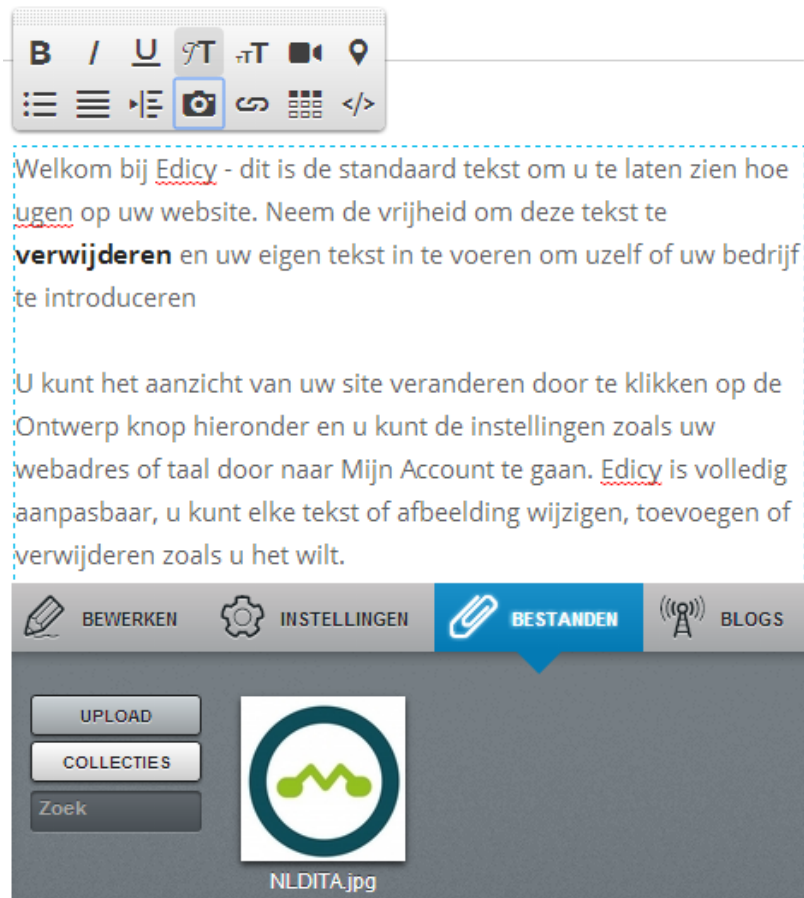 B I U TT TT
</>
Welkom bij Edicy - dit is de standaard tekst om u te laten zien hoe
ugen op uw website. Neem de vrijheid om deze tekst te
verwijderen en uw eigen tekst in te voeren om uzelf of uw bedrijf
te introduceren
U kunt het aanzicht van uw site veranderen door te klikken op de
Ontwerp knop hieronder en u kunt de instellingen zoals uw
webadres of taal door naar Mijn Account te gaan. Edicy is volledig
aanpasbaar, u kunt elke tekst of afbeelding wijzigen, toevoegen of
verwijderen zoals u het wilt.
BEWERKEN INSTELLINGEN BESTANDEN BLOGS
UPLOAD
COLLECTIES
Zoek
NLDITA.jpg